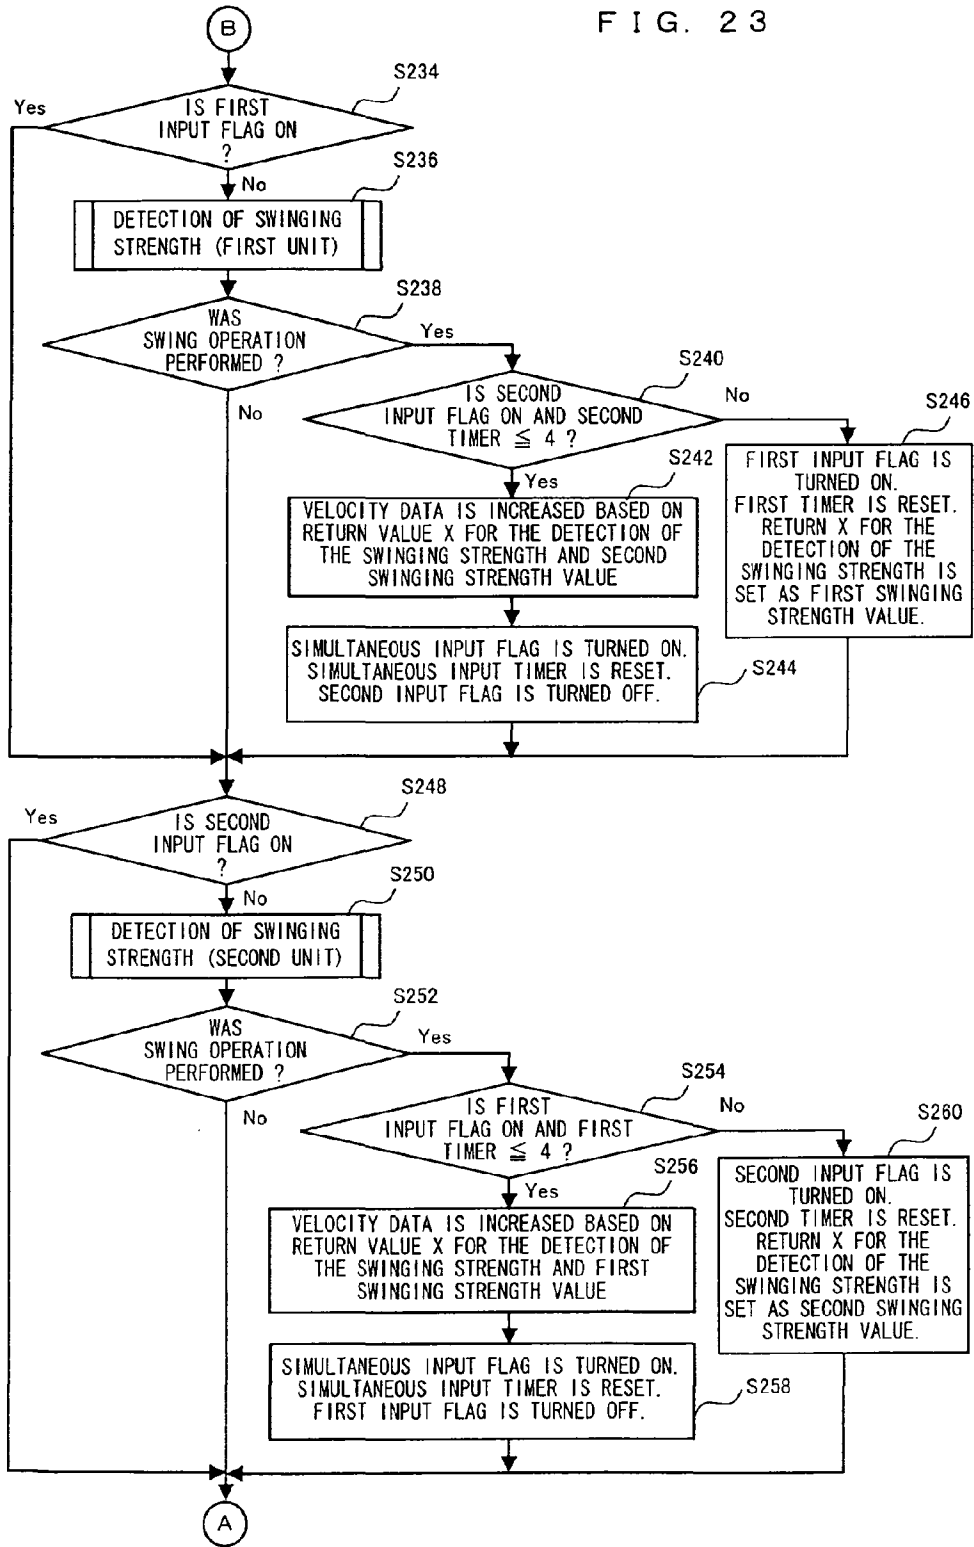 FIG. 23
B
S234
Yes
IS FIRST
INPUT FLAG ON
?
No
S236
DETECTION OF SWINGING
STRENGTH (FIRST UNIT)
S238
WAS
SWING OPERATION
PERFORMED ?
Yes
No
S240
IS SECOND
INPUT FLAG ON AND SECOND
TIMER ≦ 4 ?
No
Yes
S246
FIRST INPUT FLAG IS
TURNED ON.
FIRST TIMER IS RESET.
RETURN X FOR THE
DETECTION OF THE
SWINGING STRENGTH IS
SET AS FIRST SWINGING
STRENGTH VALUE.
S242
VELOCITY DATA IS INCREASED BASED ON
RETURN VALUE X FOR THE DETECTION OF
THE SWINGING STRENGTH AND SECOND
SWINGING STRENGTH VALUE
SIMULTANEOUS INPUT FLAG IS TURNED ON.
SIMULTANEOUS INPUT TIMER IS RESET.
SECOND INPUT FLAG IS TURNED OFF.
S244
S248
Yes
IS SECOND
INPUT FLAG ON
?
No
S250
DETECTION OF SWINGING
STRENGTH (SECOND UNIT)
S252
WAS
SWING OPERATION
PERFORMED ?
Yes
No
S254
IS FIRST
INPUT FLAG ON AND FIRST
TIMER ≦ 4 ?
No
Yes
S260
SECOND INPUT FLAG IS
TURNED ON.
SECOND TIMER IS RESET.
RETURN X FOR THE
DETECTION OF THE
SWINGING STRENGTH IS
SET AS SECOND SWINGING
STRENGTH VALUE.
S256
VELOCITY DATA IS INCREASED BASED ON
RETURN VALUE X FOR THE DETECTION OF
THE SWINGING STRENGTH AND FIRST
SWINGING STRENGTH VALUE
SIMULTANEOUS INPUT FLAG IS TURNED ON.
SIMULTANEOUS INPUT TIMER IS RESET.
FIRST INPUT FLAG IS TURNED OFF.
S258
A